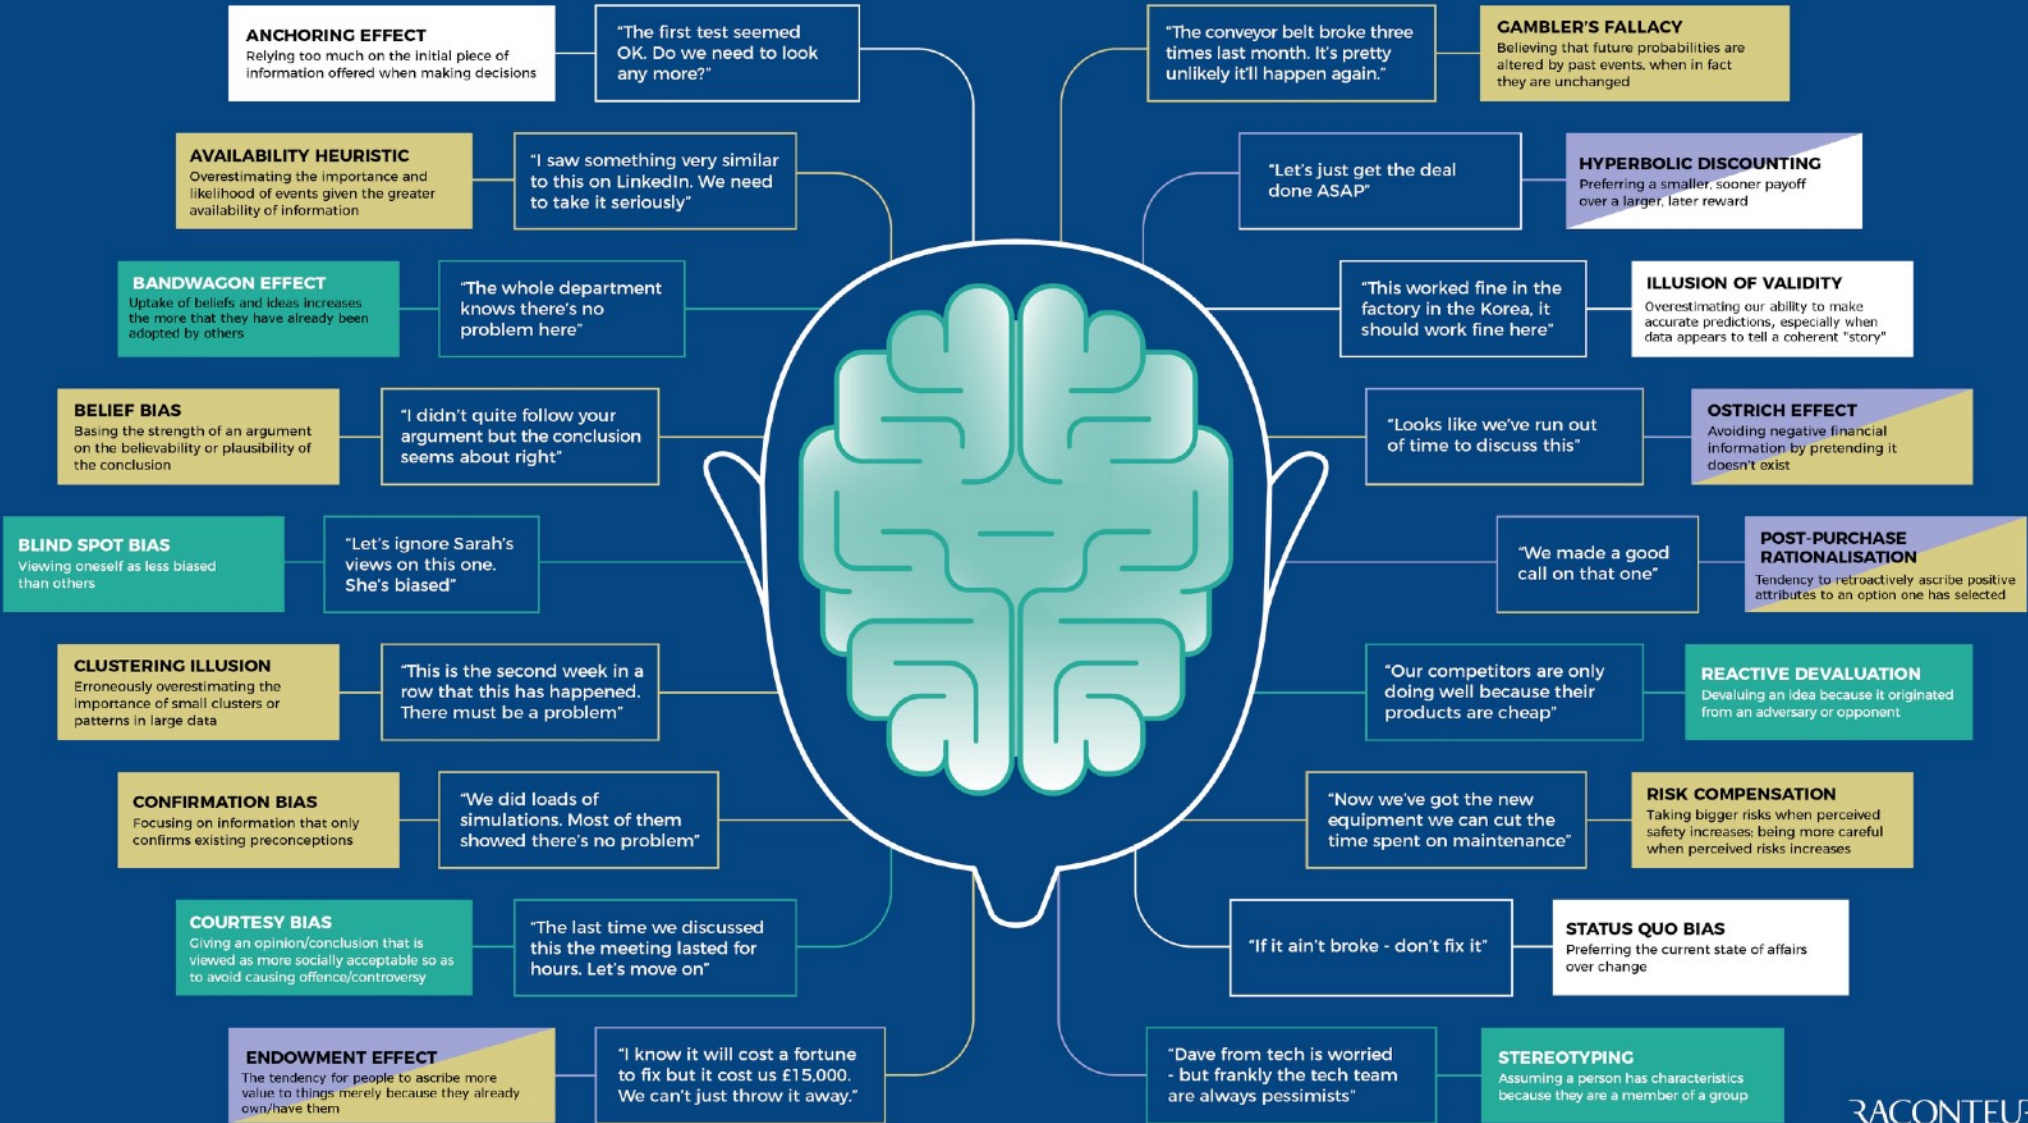 ANCHORING EFFECT
Relying too much on the initial piece of
information offered when making decisions
"The first test seemed
OK. Do we need to look
any more?"
AVAILABILITY HEURISTIC
Overestimating the importance and
likelihood of events given the greater
availability of information
"I saw something very similar
to this on LinkedIn. We need
to take it seriously"
BANDWAGON EFFECT
Uptake of beliefs and ideas increases
the more that they have already been
adopted by others
"The whole department
knows there's no
problem here"
BELIEF BIAS
Basing the strength of an argument
on the believability or plausibility of
the conclusion
"I didn't quite follow your
argument but the conclusion
seems about right"
BLIND SPOT BIAS
Viewing oneself as less biased
than others
"Let's ignore Sarah's
views on this one.
She's biased"
CLUSTERING ILLUSION
Erroneously overestimating the
importance of small clusters or
patterns in large data
"This is the second week in a
row that this has happened.
There must be a problem"
CONFIRMATION BIAS
Focusing on information that only
confirms existing preconceptions
"We did loads of
simulations. Most of them
showed there's no problem"
COURTESY BIAS
Giving an opinion/conclusion that is
viewed as more socially acceptable so as
to avoid causing offence/controversy
"The last time we discussed
this the meeting lasted for
hours. Let's move on"
ENDOWMENT EFFECT
The tendency for people to ascribe more
value to things merely because they already
own/have them
"I know it will cost a fortune
to fix but it cost us £15,000.
We can't just throw it away."
"The conveyor belt broke three
times last month. It's pretty
unlikely it'll happen again."
GAMBLER'S FALLACY
Believing that future probabilities are
altered by past events, when in fact
they are unchanged
"Let's just get the deal
done ASAP"
HYPERBOLIC DISCOUNTING
Preferring a smaller, sooner payoff
over a larger, later reward
"This worked fine in the
factory in the Korea, it
should work fine here"
ILLUSION OF VALIDITY
Overestimating our ability to make
accurate predictions, especially when
data appears to tell a coherent "story"
"Looks like we've run out
of time to discuss this"
OSTRICH EFFECT
Avoiding negative financial
information by pretending it
doesn't exist
"We made a good
call on that one"
POST-PURCHASE
RATIONALISATION
Tendency to retroactively ascribe positive
attributes to an option one has selected
"Our competitors are only
doing well because their
products are cheap"
REACTIVE DEVALUATION
Devaluing an idea because it originated
from an adversary or opponent
"Now we've got the new
equipment we can cut the
time spent on maintenance"
RISK COMPENSATION
Taking bigger risks when perceived
safety increases; being more careful
when perceived risks increases
"If it ain't broke - don't fix it"
STATUS QUO BIAS
Preferring the current state of affairs
over change
"Dave from tech is worried
- but frankly the tech team
are always pessimists"
STEREOTYPING
Assuming a person has characteristics
because they are a member of a group
RACONTEUR